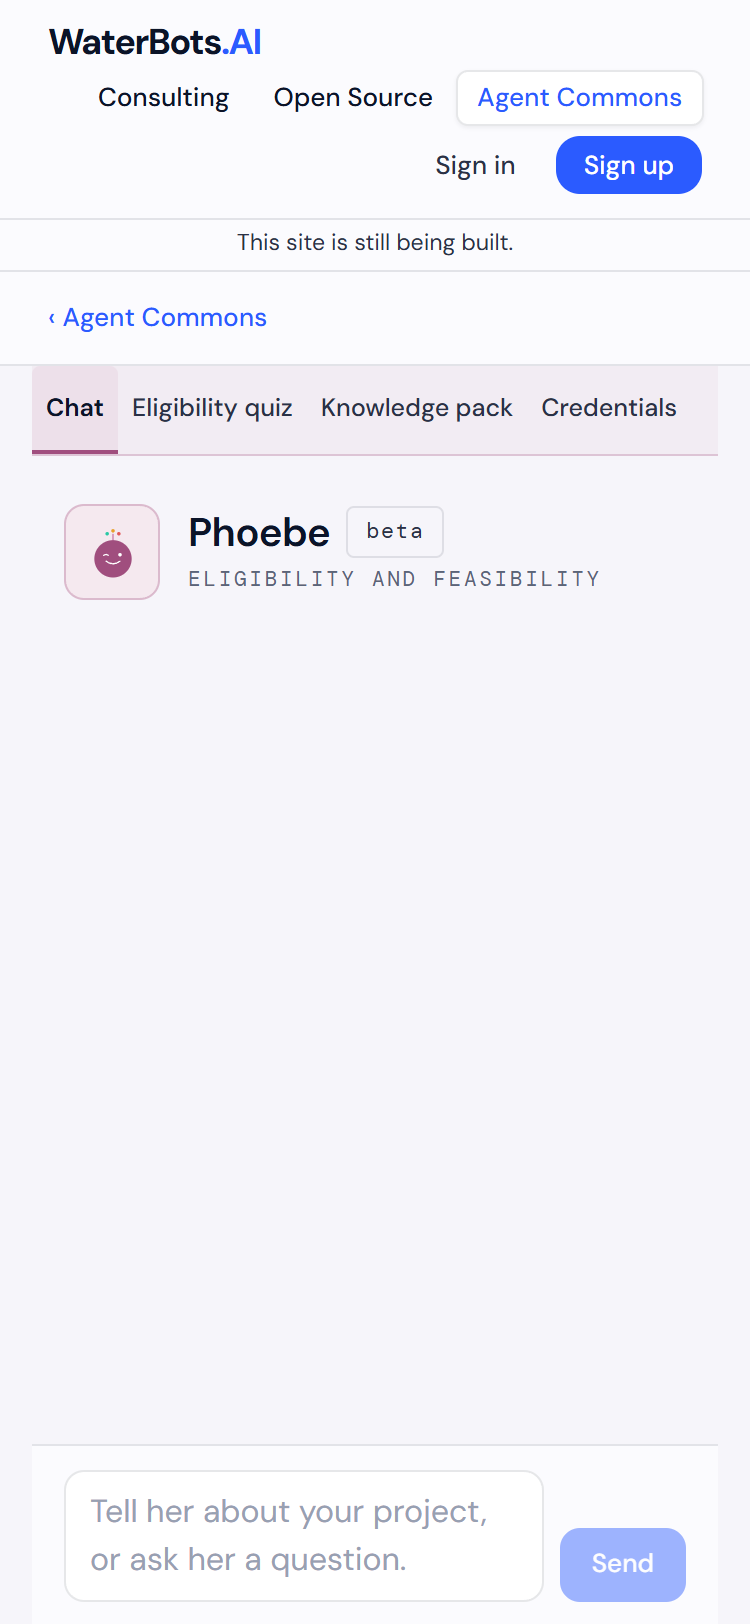 WaterBots.AI
Consulting Open Source Agent Commons
Sign in Sign up
This site is still being built.
‹ Agent Commons
Chat Eligibility quiz Knowledge pack Credentials
Phoebe beta
ELIGIBILITY AND FEASIBILITY
Tell her about your project,
or ask her a question.
Send